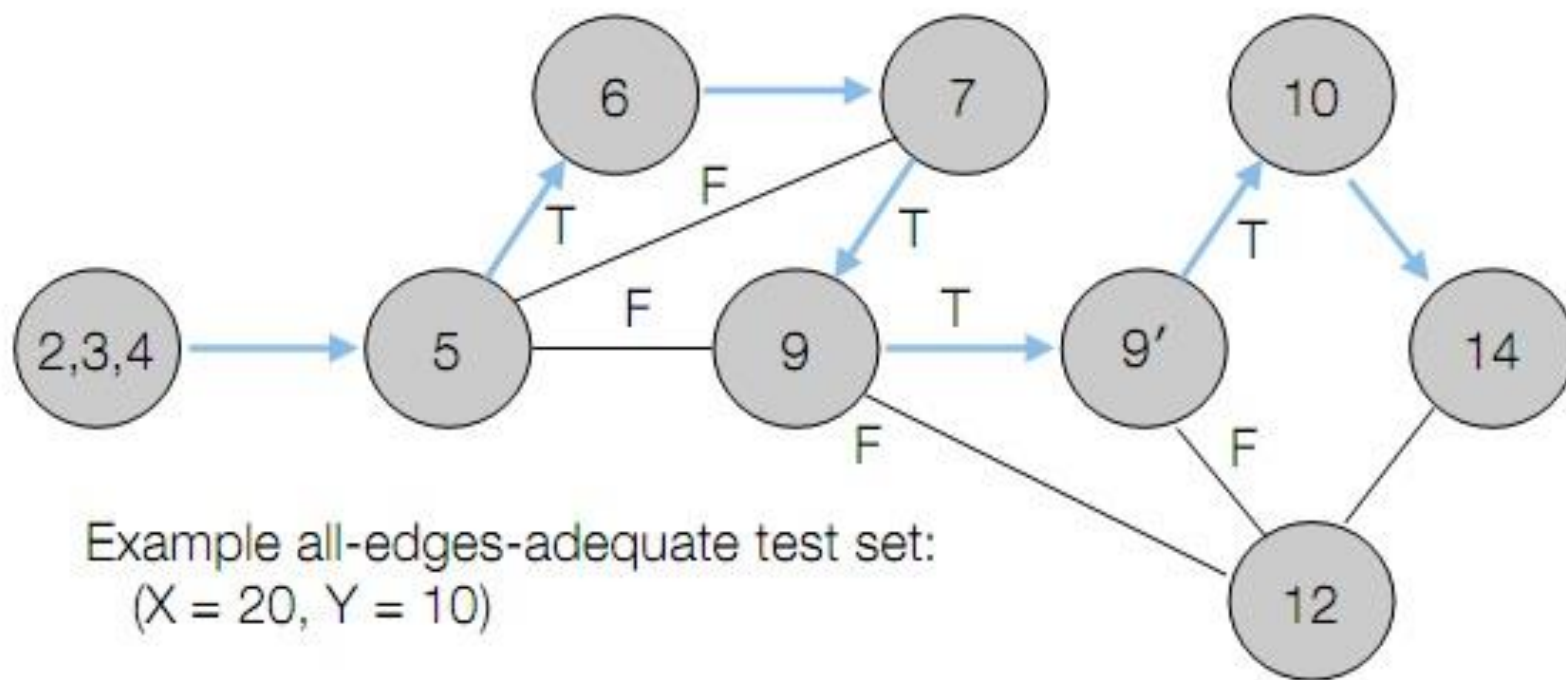 6
7
10
F
T
T
T
2,3,4
5
F
9
T
9′
14
F
F
Example all-edges-adequate test set:
(X = 20, Y = 10)
12